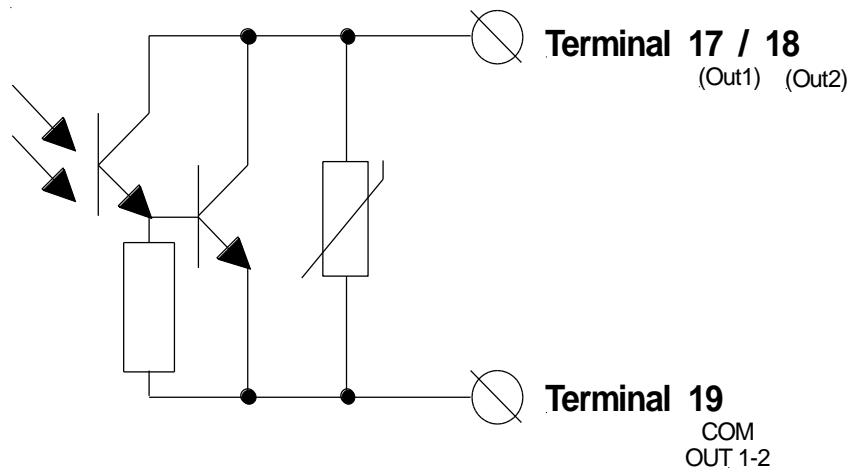 Terminal 17 / 18
(Out1) (Out2)
Terminal 19
COM
OUT 1-2